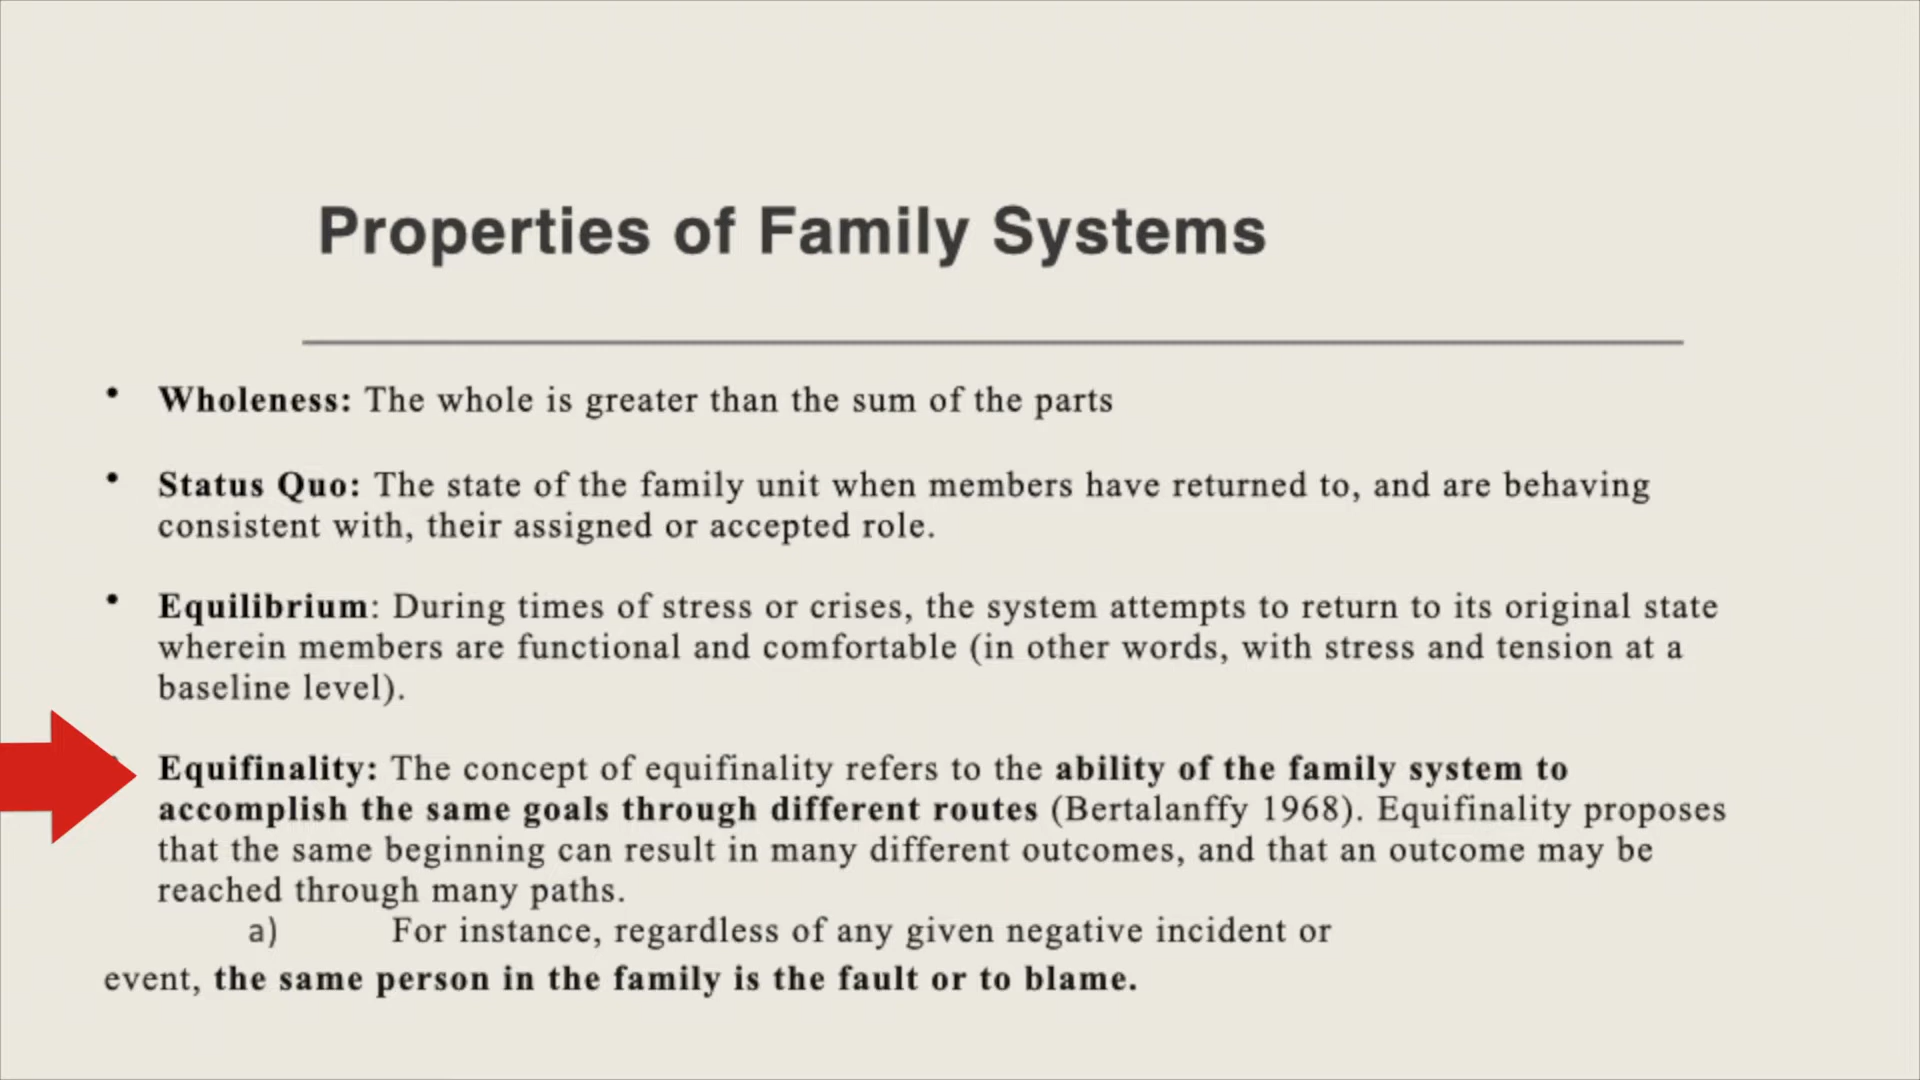 Properties of Family Systems
• Wholeness: The whole is greater than the sum of the parts
• Status Quo: The state of the family unit when members have returned to, and are behaving
consistent with, their assigned or accepted role.
• Equilibrium: During times of stress or crises, the system attempts to return to its original state
wherein members are functional and comfortable (in other words, with stress and tension at a
baseline level).
Equifinality: The concept of equifinality refers to the ability of the family system to
accomplish the same goals through different routes (Bertalanffy 1968). Equifinality proposes
that the same beginning can result in many different outcomes, and that an outcome may be
reached through many paths.
a) For instance, regardless of any given negative incident or
event, the same person in the family is the fault or to blame.